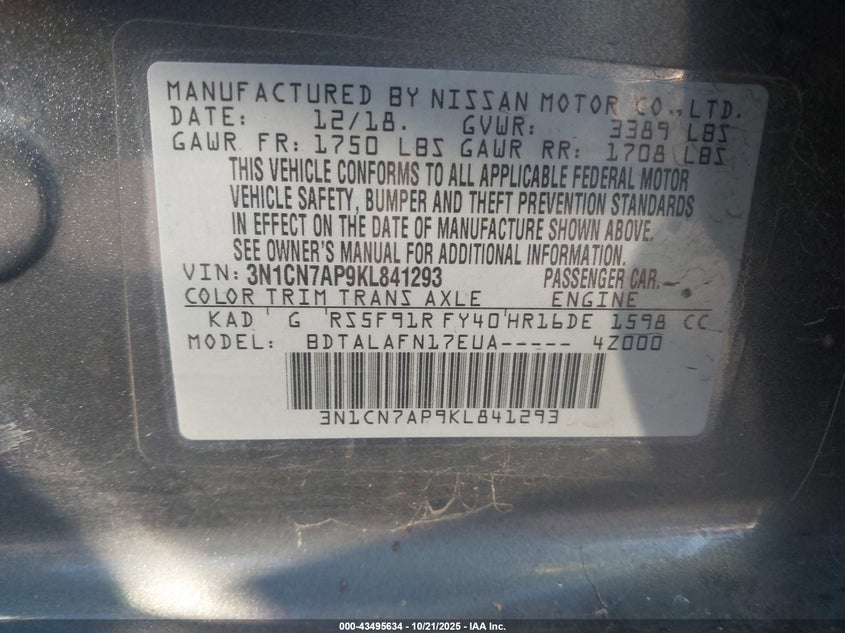 MANUFACTURED BY NISSAN MOTOR CO., LTD.
DATE: 12/18. GVWR: 3389 LBS
GAWR FR: 1750 LBS GAWR RR: 1708 LBS
THIS VEHICLE CONFORMS TO ALL APPLICABLE FEDERAL MOTOR
VEHICLE SAFETY, BUMPER AND THEFT PREVENTION STANDARDS
IN EFFECT ON THE DATE OF MANUFACTURE SHOWN ABOVE.
SEE OWNER'S MANUAL FOR ADDITIONAL INFORMATION.
VIN: 3N1CN7AP9KL841293 PASSENGER CAR
COLOR TRIM TRANS AXLE ENGINE
KAD G RS5F91R FY40 HR16DE 1598 CC
MODEL: BDTALAFN17EUA----- 4Z000
3N1CN7AP9KL841293
000-43495634 - 10/21/2025 - IAA Inc.